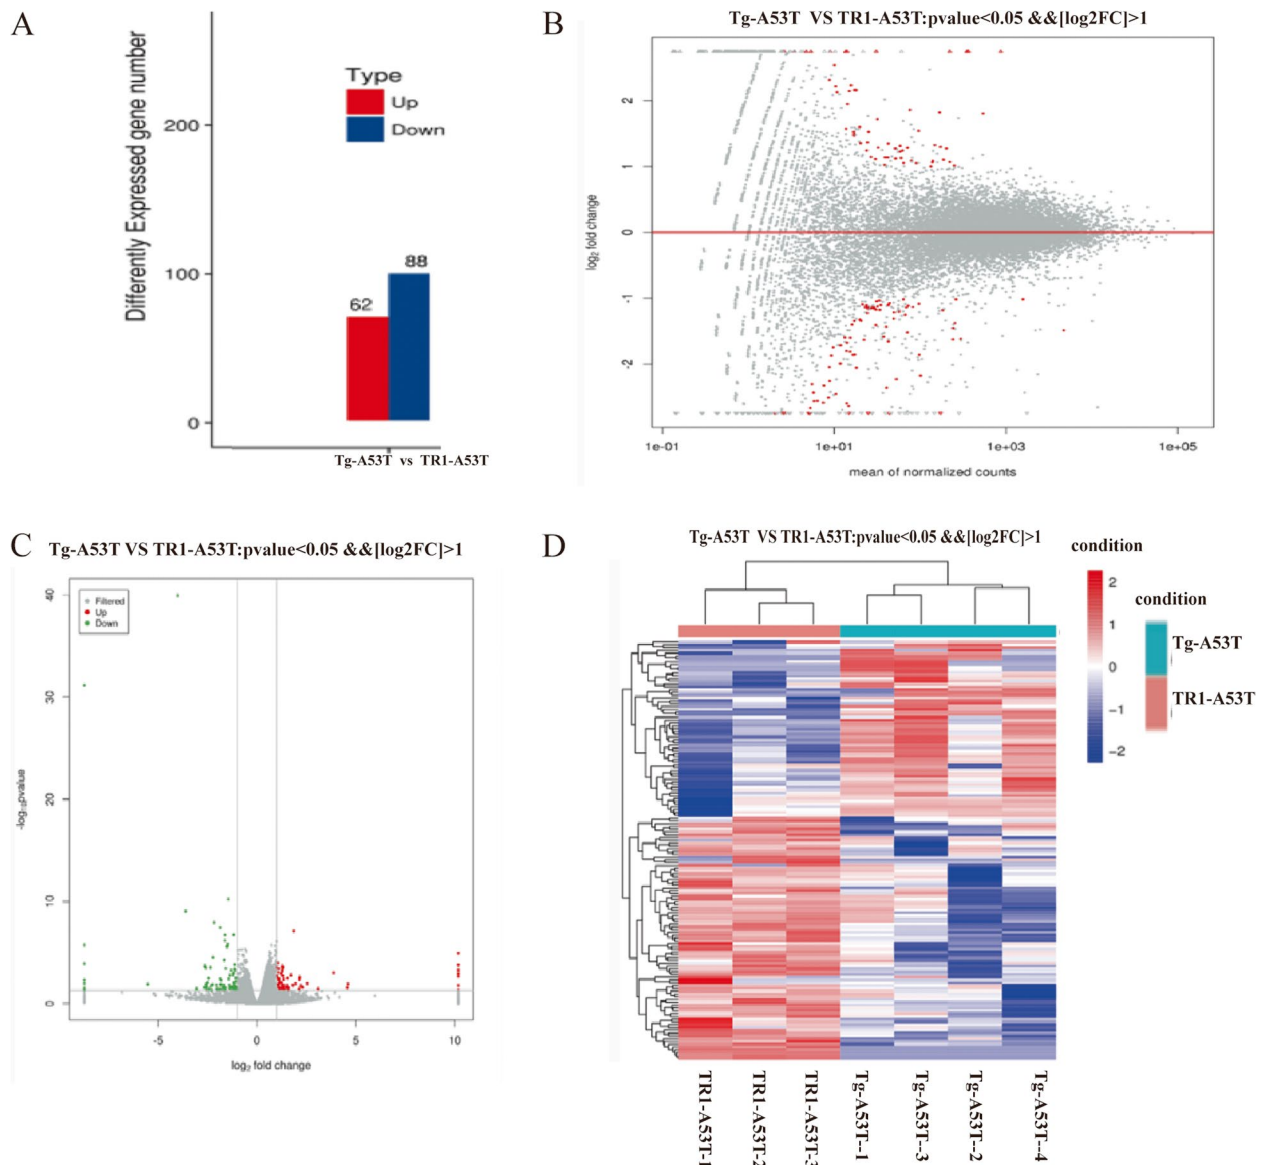 A
Differently Expressed gene number
200
100
0
Type
Up
Down
62
88
Tg-A53T vs TR1-A53T
B
Tg-A53T VS TR1-A53T:pvalue<0.05 &&[log2FC]>1
log₂ fold change
2
1
0
-1
-2
1e-01
1e+01
1e+03
1e+05
mean of normalized counts
C
Tg-A53T VS TR1-A53T:pvalue<0.05 &&[log2FC]>1
Filtered
Up
Down
-log₁₀pvalue
40
30
20
10
0
-5
0
5
10
log₂ fold change
D
Tg-A53T VS TR1-A53T:pvalue<0.05 &&[log2FC]>1
condition
2
1
0
-1
-2
condition
Tg-A53T
TR1-A53T
TR1-A53T-1
TR1-A53T-2
TR1-A53T-3
Tg-A53T--1
Tg-A53T--3
Tg-A53T--2
Tg-A53T--4